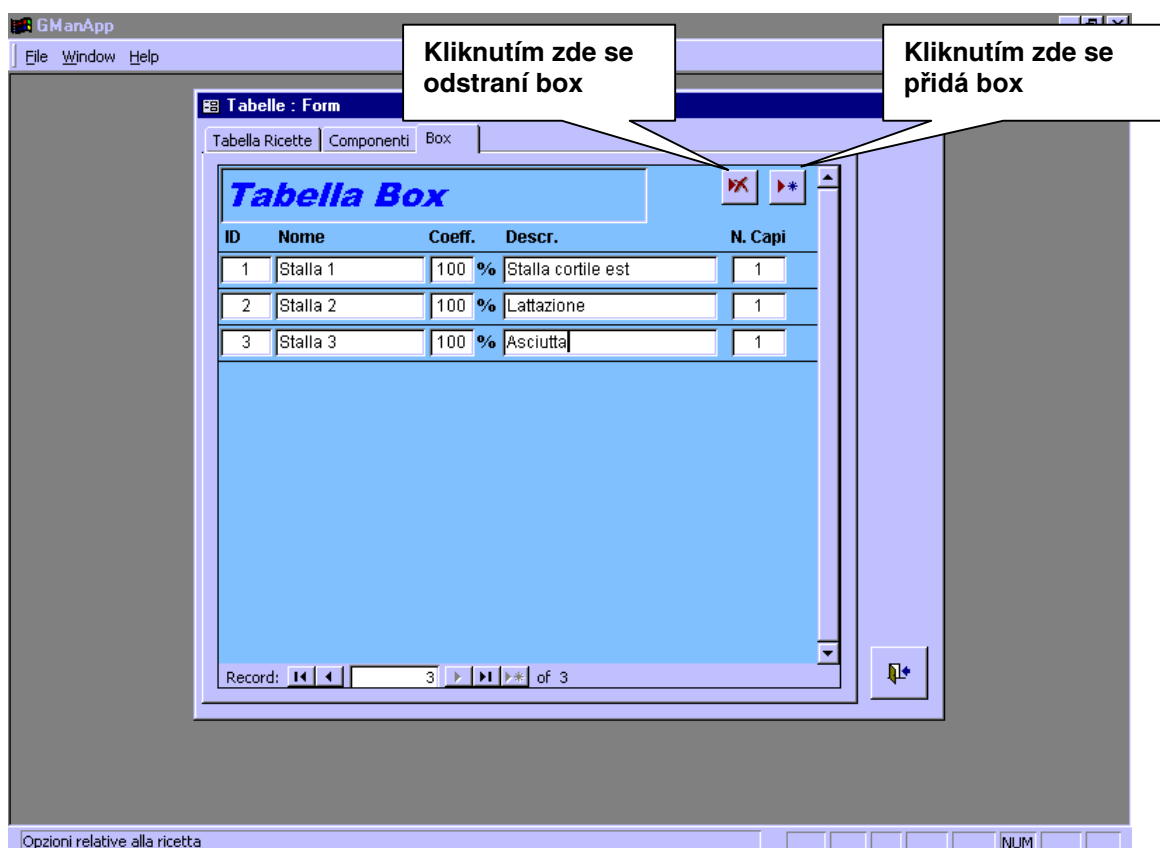 GManApp
File Window Help
Kliknutím zde se
odstraní box
Kliknutím zde se
přidá box
Tabelle : Form
Tabella Ricette Componenti Box
Tabella Box
ID Nome Coeff. Descr. N. Capi
1 Stalla 1 100 % Stalla cortile est 1
2 Stalla 2 100 % Lattazione 1
3 Stalla 3 100 % Asciutta 1
Record: 3 of 3
Opzioni relative alla ricetta NUM